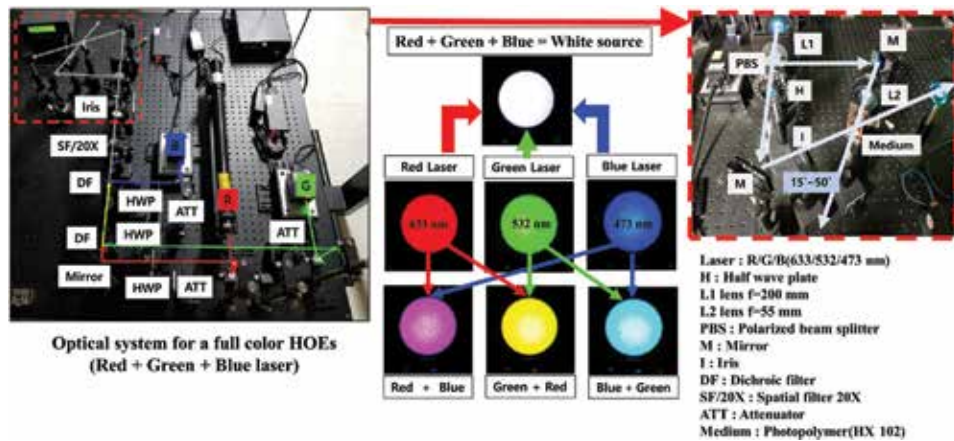 Iris
SF/20X
DF
HWP
ATT
HWP
DF
Mirror
HWP
ATT
ATT
B
R
G
Optical system for a full color HOEs
(Red + Green + Blue laser)
Red + Green + Blue = White source
Red Laser
Green Laser
Blue Laser
633 nm
532 nm
473 nm
Red + Blue
Green + Red
Blue + Green
L1
M
PBS
H
L2
I
Medium
M
15˚~50˚
Laser : R/G/B(633/532/473 nm)
H : Half wave plate
L1 lens f=200 mm
L2 lens f=55 mm
PBS : Polarized beam splitter
M : Mirror
I : Iris
DF : Dichroic filter
SF/20X : Spatial filter 20X
ATT : Attenuator
Medium : Photopolymer(HX 102)